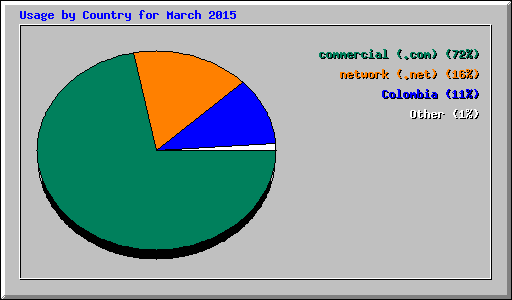 Usage by Country for March 2015
commercial (.com) (72%)
network (.net) (16%)
Colombia (11%)
Other (1%)